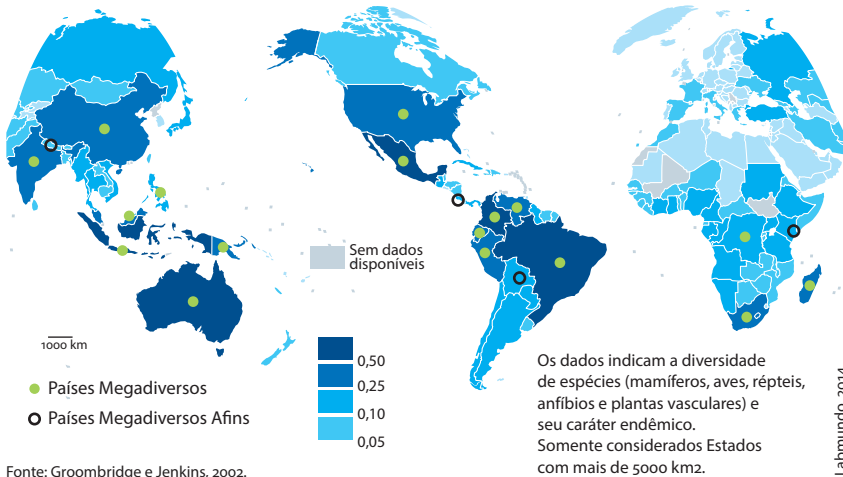 Sem dados
disponíveis
1000 km
Países Megadiversos
Países Megadiversos Afins
0,50
0,25
0,10
0,05
Os dados indicam a diversidade
de espécies (mamíferos, aves, répteis,
anfíbios e plantas vasculares) e
seu caráter endêmico.
Somente considerados Estados
com mais de 5000 km2.
Labmundo, 2014
Fonte: Groombridge e Jenkins, 2002.